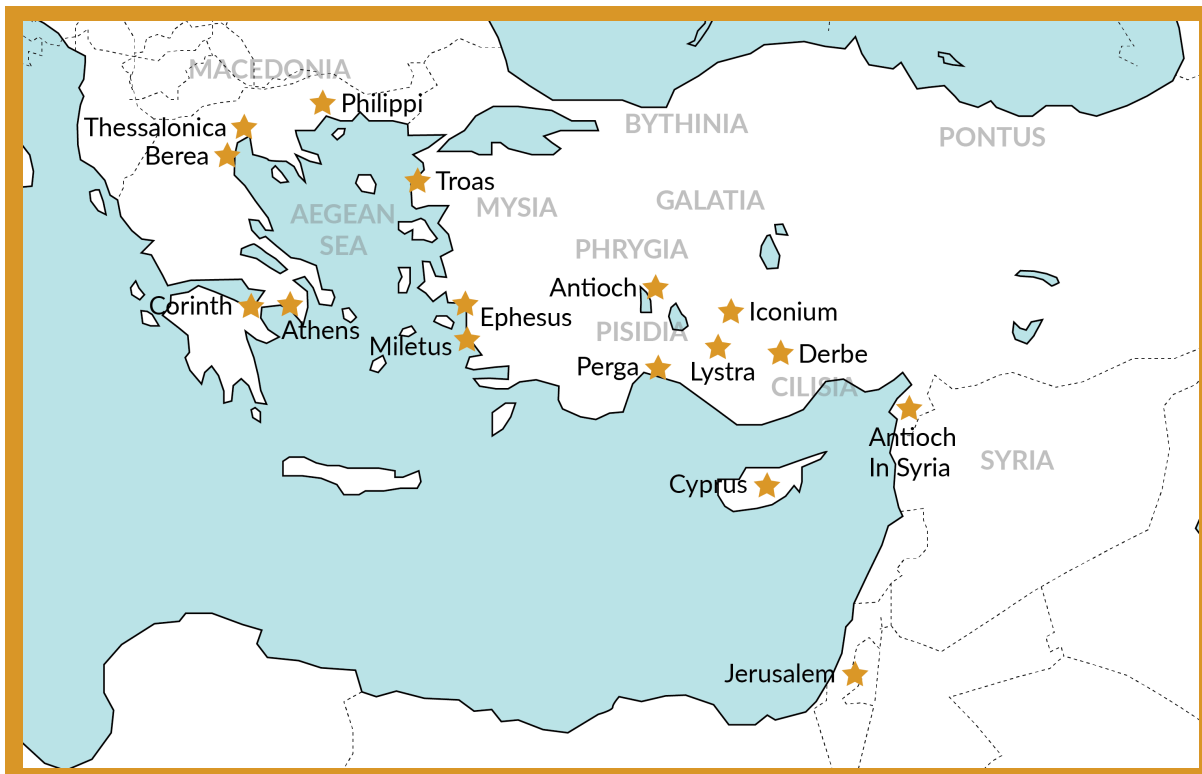 MACEDONIA
Philippi
Thessalonica
Berea
BYTHINIA
PONTUS
Troas
MYSIA
GALATIA
AEGEAN
SEA
PHRYGIA
Antioch
Corinth
Athens
Ephesus
Miletus
Iconium
PISIDIA
Perga
Lystra
Derbe
CILISIA
Antioch
In Syria
SYRIA
Cyprus
Jerusalem